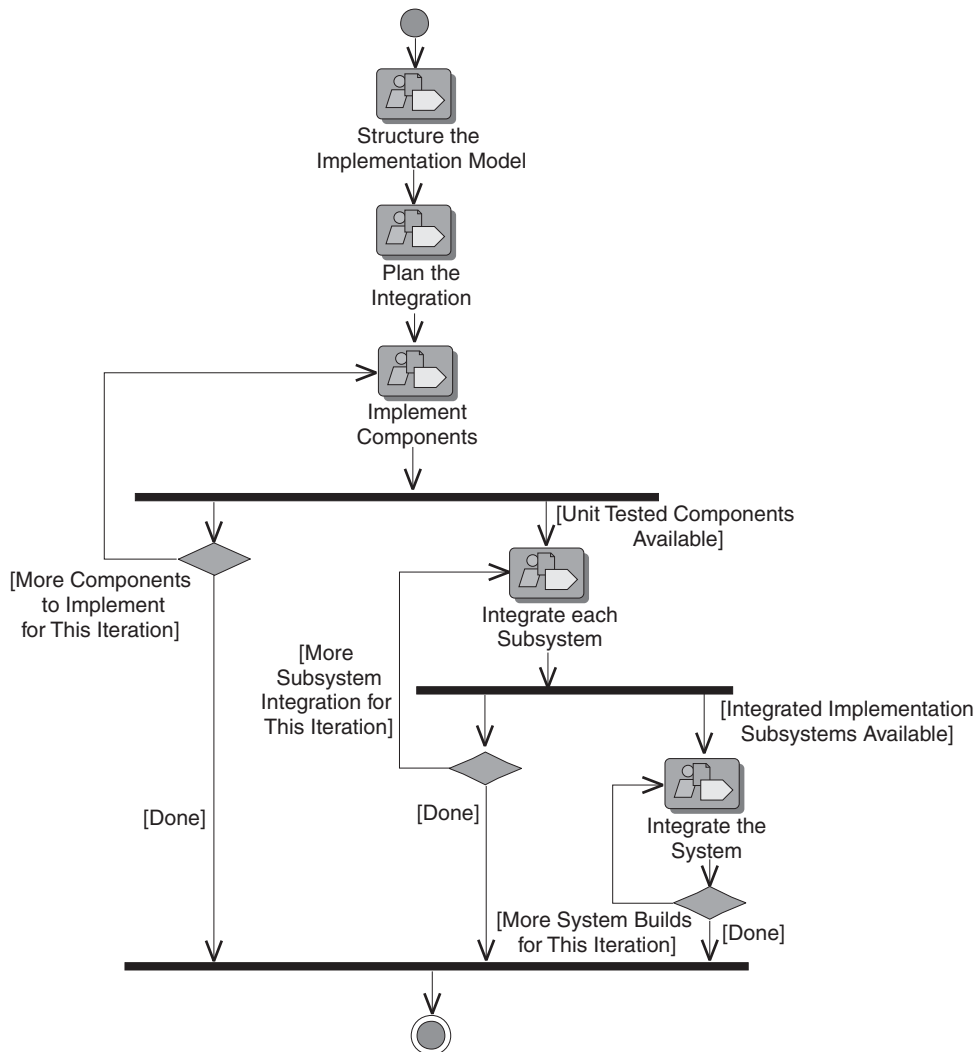 Structure the
Implementation Model
Plan the
Integration
Implement
Components
[Unit Tested Components
Available]
[More Components
to Implement
for This Iteration]
Integrate each
Subsystem
[More
Subsystem
Integration for
This Iteration]
[Integrated Implementation
Subsystems Available]
[Done]
[Done]
Integrate the
System
[More System Builds
for This Iteration]
[Done]